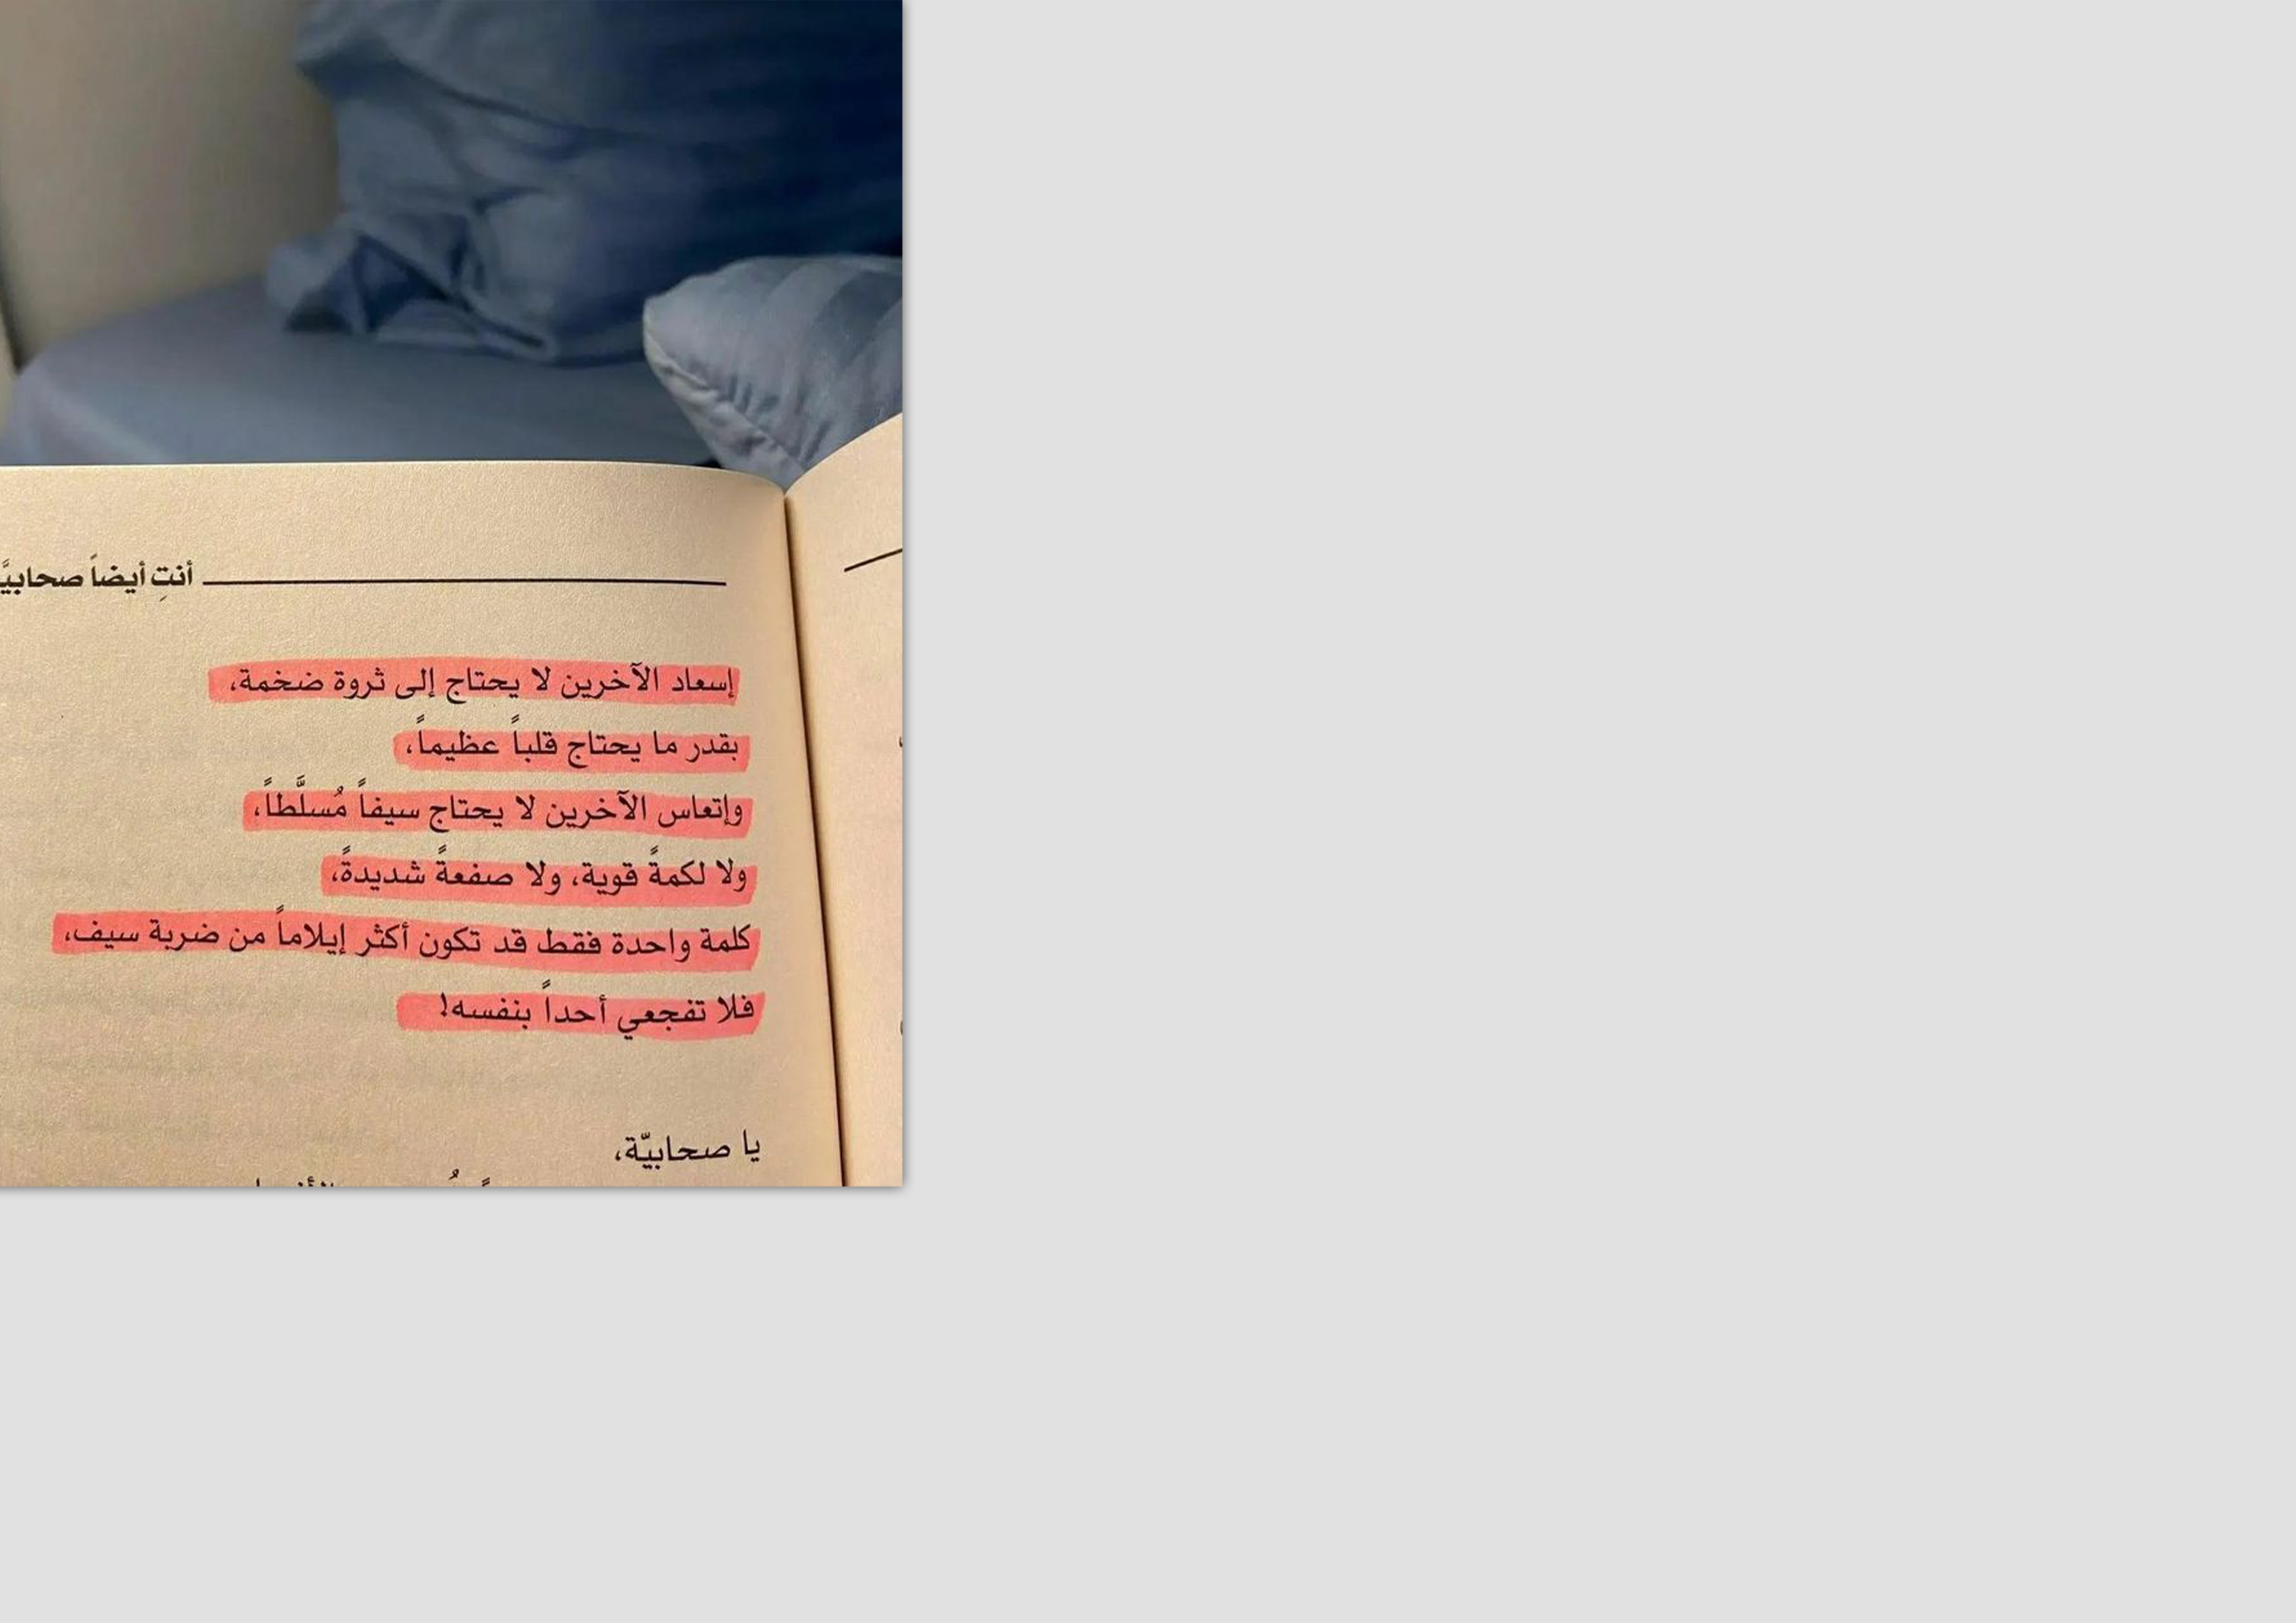 أنتِ أيضاً
إسعاد الآخرين لا يحتاج إلى ثروة ضخمة،
بقدر ما يحتاج قلباً عظيماً،
وإتعاس الآخرين لا يحتاج سيفاً مُسلَّطاً،
ولا لكمةً قوية، ولا صفعةً شديدةً،
كلمة واحدة فقط قد تكون أكثر إيلاماً من ضربة سيف،
فلا تفجعي أحداً بنفسه!
يا صحابيّة،